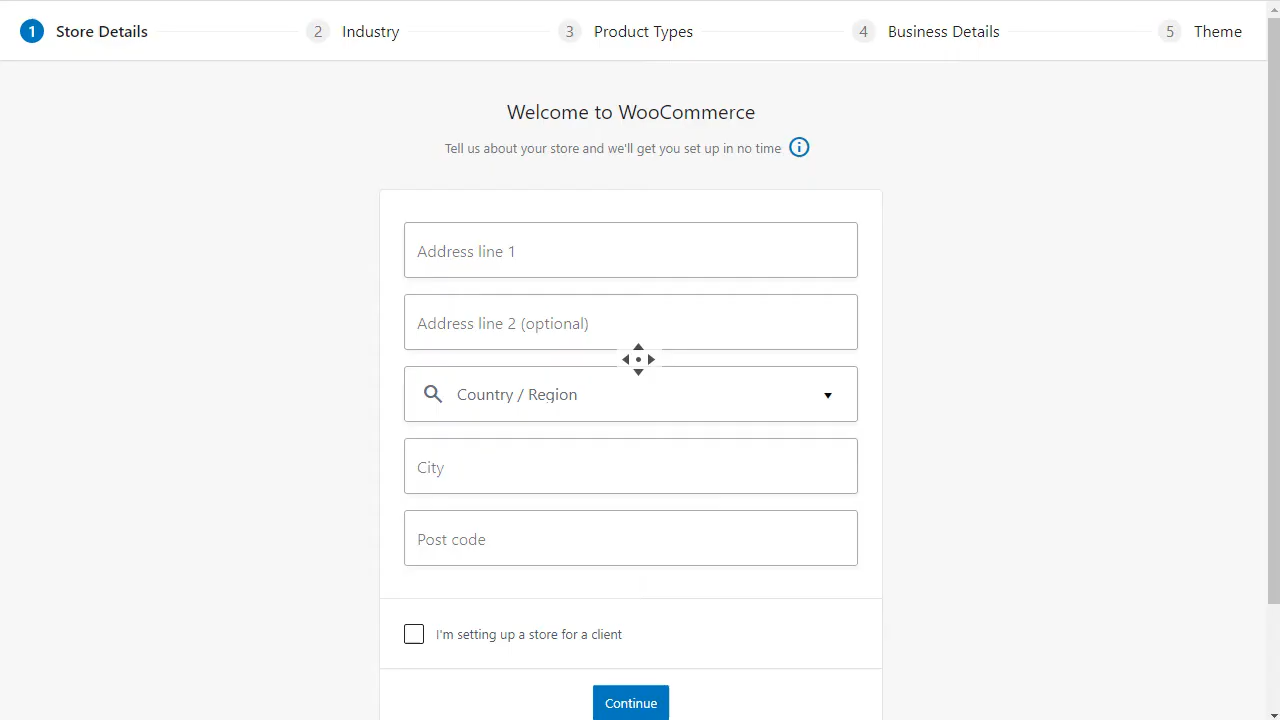 1 Store Details 2 Industry 3 Product Types 4 Business Details 5 Theme
Welcome to WooCommerce
Tell us about your store and we'll get you set up in no time
Address line 1
Address line 2 (optional)
Country / Region
City
Post code
I'm setting up a store for a client
Continue